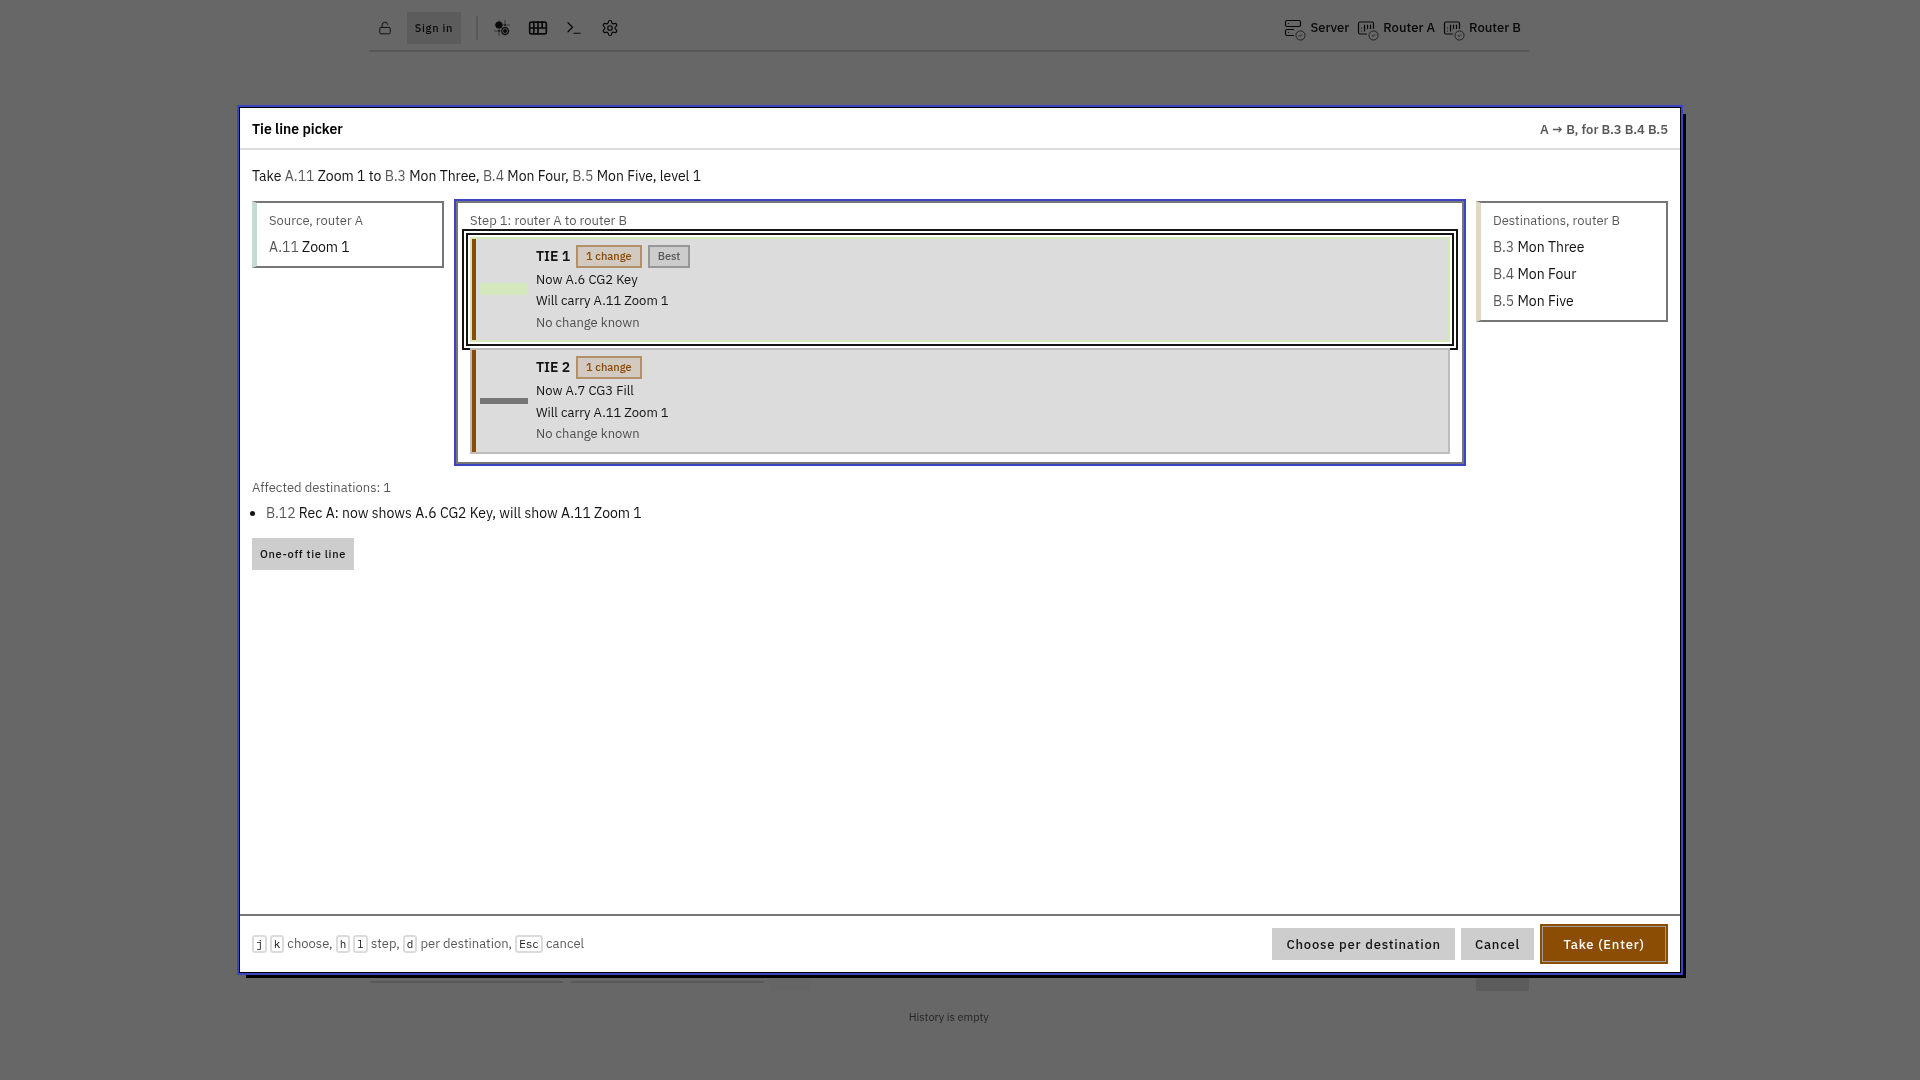 Sign in
Server
Router A
Router B
Tie line picker
A → B, for B.3 B.4 B.5
Take A.11 Zoom 1 to B.3 Mon Three, B.4 Mon Four, B.5 Mon Five, level 1
Source, router A
A.11 Zoom 1
Step 1: router A to router B
TIE 1 1 change Best
Now A.6 CG2 Key
Will carry A.11 Zoom 1
No change known
TIE 2 1 change
Now A.7 CG3 Fill
Will carry A.11 Zoom 1
No change known
Destinations, router B
B.3 Mon Three
B.4 Mon Four
B.5 Mon Five
Affected destinations: 1
• B.12 Rec A: now shows A.6 CG2 Key, will show A.11 Zoom 1
One-off tie line
j k choose, h l step, d per destination, Esc cancel
Choose per destination
Cancel
Take (Enter)
History is empty